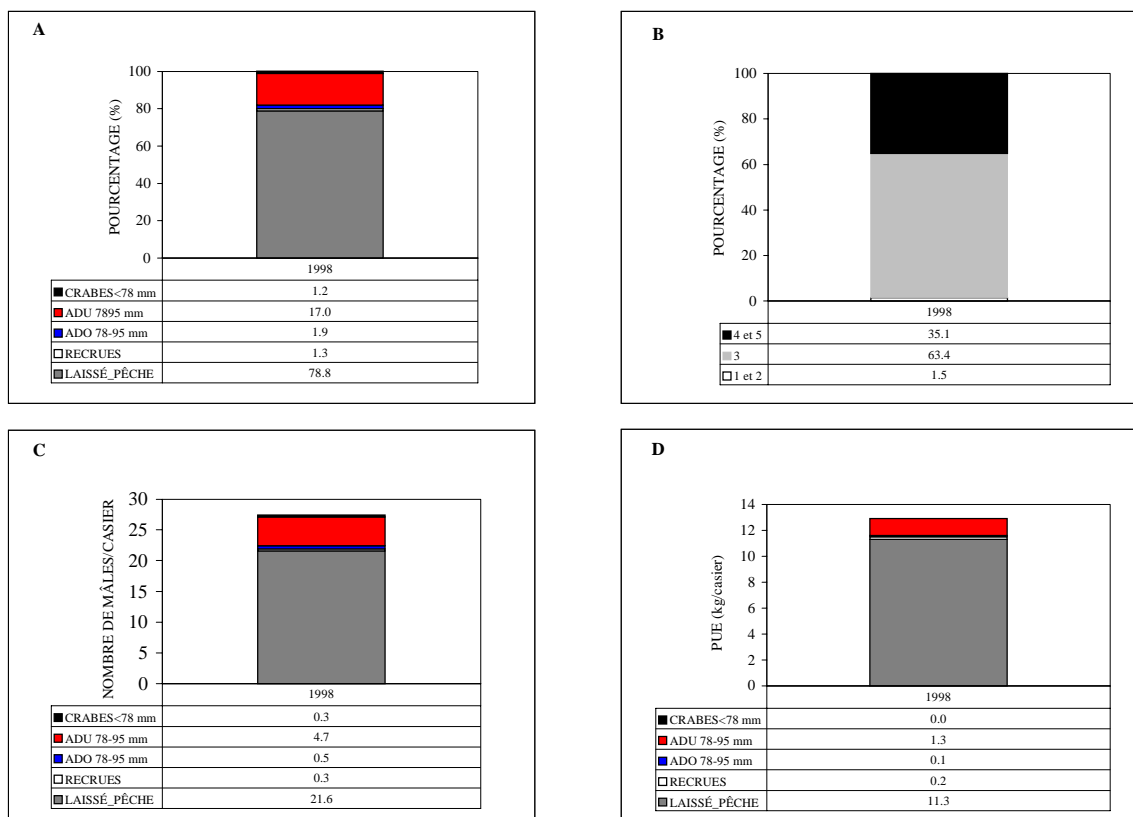 A
POURCENTAGE (%)
100
80
60
40
20
0
1998
CRABES<78 mm 1.2
ADU 7895 mm 17.0
ADO 78-95 mm 1.9
RECRUES 1.3
LAISSÉ_PÊCHE 78.8
B
POURCENTAGE (%)
100
80
60
40
20
0
1998
4 et 5 35.1
3 63.4
1 et 2 1.5
C
NOMBRE DE MÂLES/CASIER
30
25
20
15
10
5
0
1998
CRABES<78 mm 0.3
ADU 78-95 mm 4.7
ADO 78-95 mm 0.5
RECRUES 0.3
LAISSÉ_PÊCHE 21.6
D
PUE (kg/casier)
14
12
10
8
6
4
2
0
1998
CRABES<78 mm 0.0
ADU 78-95 mm 1.3
ADO 78-95 mm 0.1
RECRUES 0.2
LAISSÉ_PÊCHE 11.3